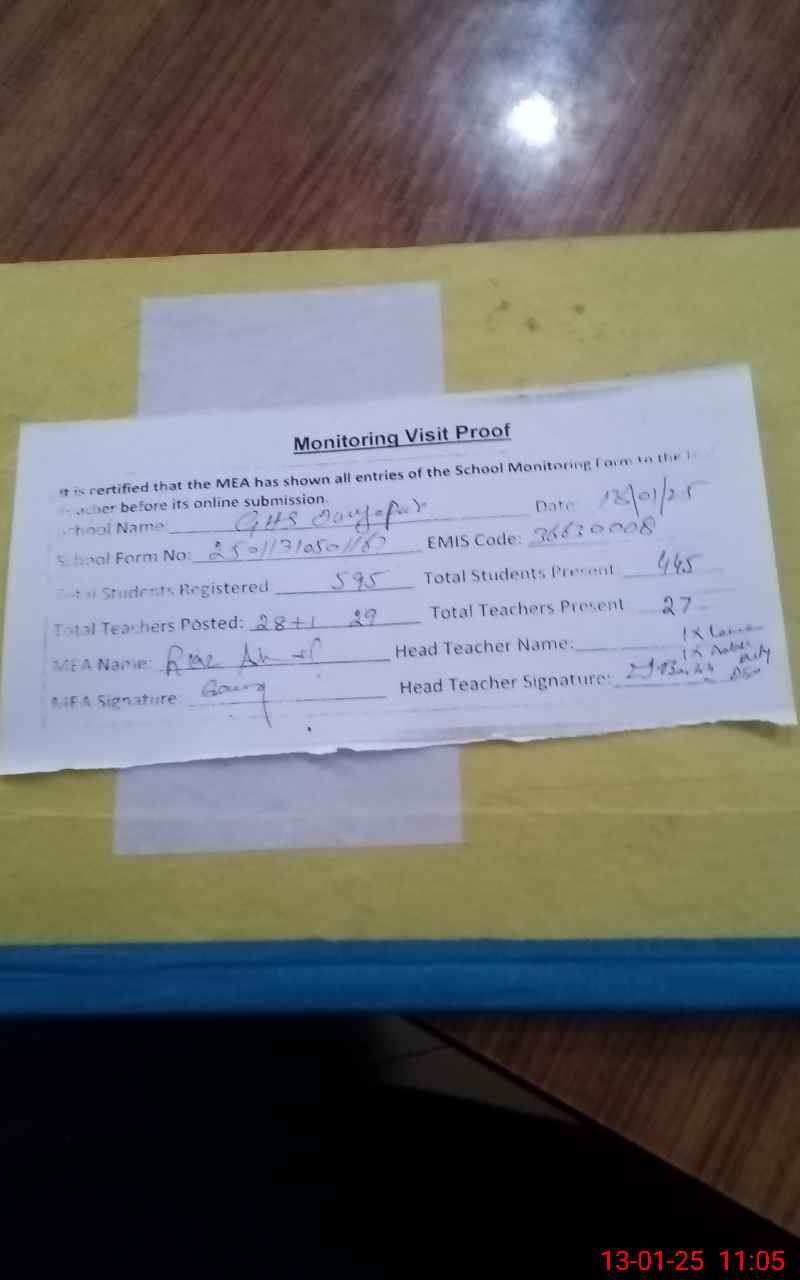 Monitoring Visit Proof
It is certified that the MEA has shown all entries of the School Monitoring Form to the
before its online submission.
School Name: GHS Date: 13/01/25
School Form No: EMIS Code: 36630008
Total Students Registered 595 Total Students Present: 445
Total Teachers Posted: 28+1 29 Total Teachers Present 27
MEA Name: Head Teacher Name:
MEA Signature: Head Teacher Signature:
13-01-25 11:05